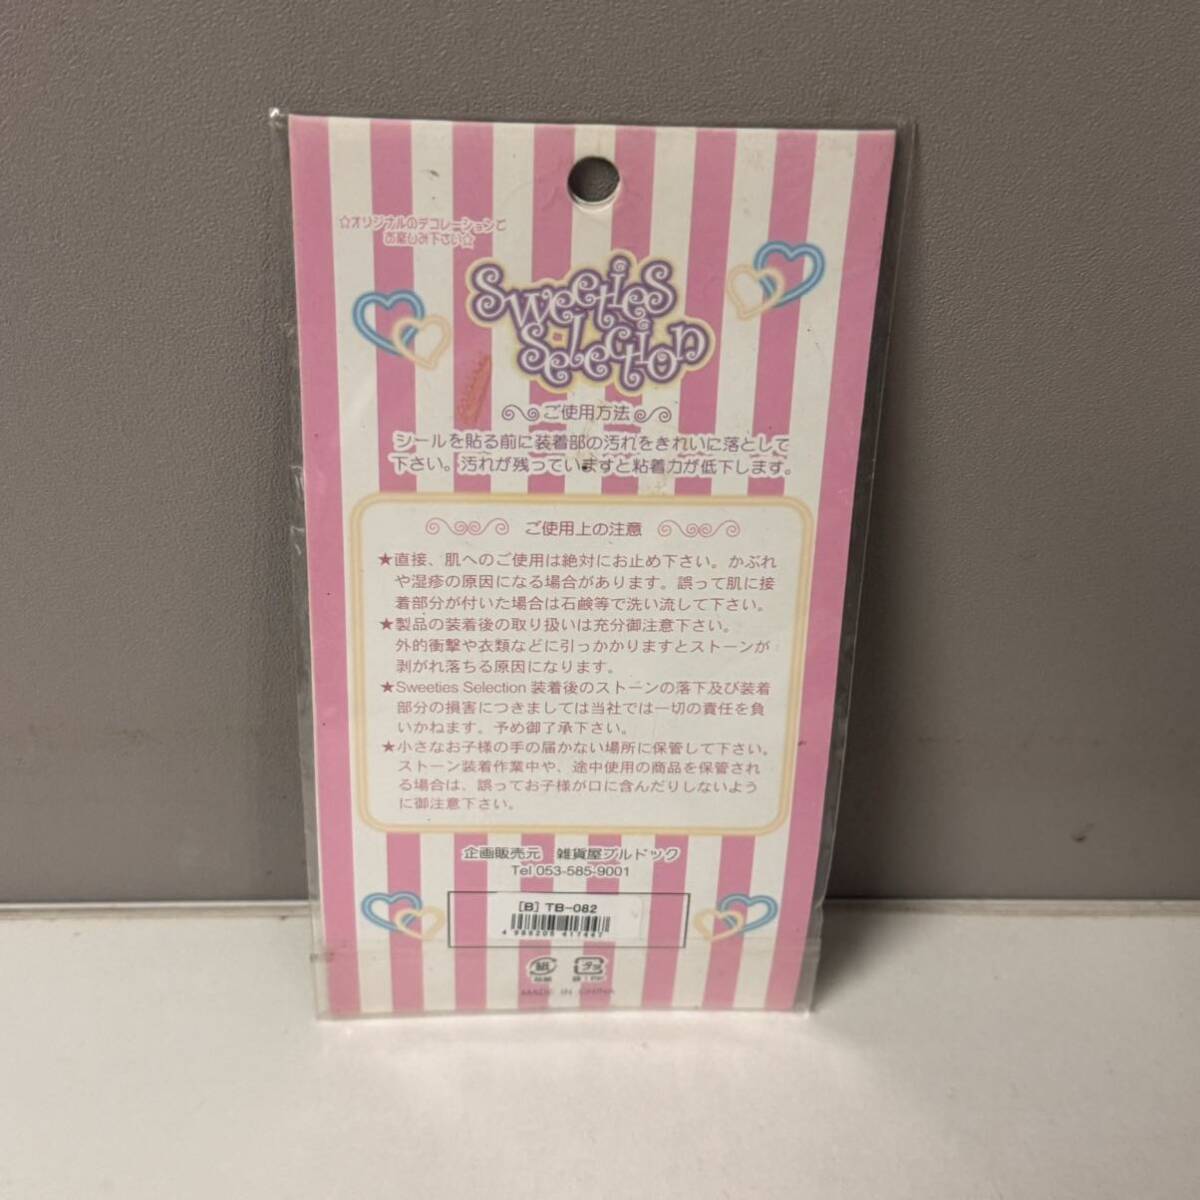 ☆オリジナルのデコレーションで
お楽しみ下さい☆
Sweeties
Selection
ご使用方法
シールを貼る前に装着部の汚れをきれいに落として
下さい。汚れが残っていますと粘着力が低下します。
ご使用上の注意
★直接、肌へのご使用は絶対にお止め下さい。かぶれ
や湿疹の原因になる場合があります。誤って肌に接
着部分が付いた場合は石鹸等で洗い流して下さい。
★製品の装着後の取り扱いは充分御注意下さい。
外的衝撃や衣類などに引っかかりますとストーンが
剥がれ落ちる原因になります。
★Sweeties Selection 装着後のストーンの落下及び装着
部分の損害につきましては当社では一切の責任を負
いかねます。予め御了承下さい。
★小さなお子様の手の届かない場所に保管して下さい。
ストーン装着作業中や、途中使用の商品を保管され
る場合は、誤ってお子様が口に含んだりしないよう
に御注意下さい。
企画販売元 雑貨屋ブルドック
Tel 053-585-9001
[B] TB-082
紙
プラ
MADE IN CHINA